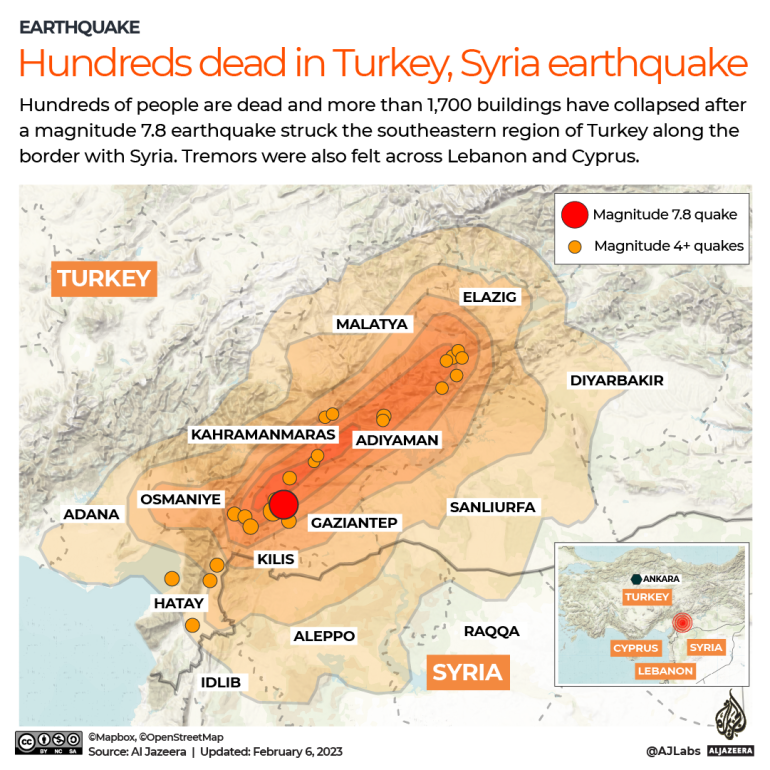 EARTHQUAKE
Hundreds dead in Turkey, Syria earthquake
Hundreds of people are dead and more than 1,700 buildings have collapsed after
a magnitude 7.8 earthquake struck the southeastern region of Turkey along the
border with Syria. Tremors were also felt across Lebanon and Cyprus.
Magnitude 7.8 quake
Magnitude 4+ quakes
TURKEY
ELAZIG
MALATYA
DIYARBAKIR
KAHRAMANMARAS
ADIYAMAN
OSMANIYE
SANLIURFA
ADANA
GAZIANTEP
KILIS
HATAY
ALEPPO
RAQQA
SYRIA
IDLIB
ANKARA
TURKEY
CYPRUS
SYRIA
LEBANON
cc
BY NC SA
©Mapbox, ©OpenStreetMap
Source: Al Jazeera | Updated: February 6, 2023
@AJLabs
ALJAZEERA